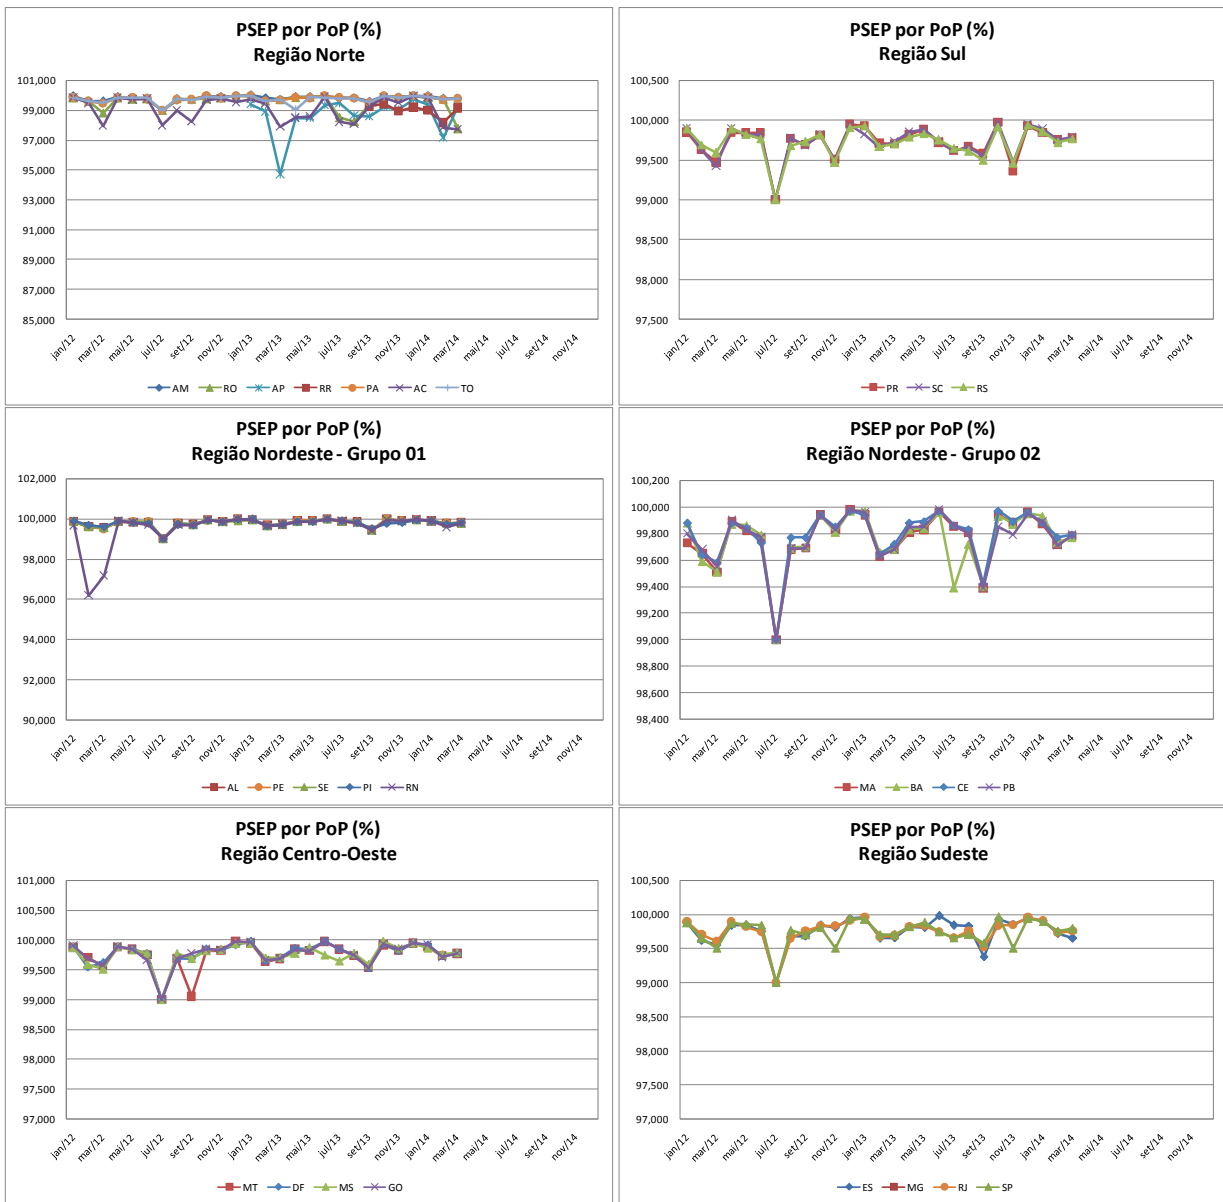 PSEP por PoP (%)
Região Norte
101,000
99,000
97,000
95,000
93,000
91,000
89,000
87,000
85,000
jan/12 mar/12 mai/12 jul/12 set/12 nov/12 jan/13 mar/13 mai/13 jul/13 set/13 nov/13 jan/14 mar/14 mai/14 jul/14 set/14 nov/14
AM RO AP RR PA AC TO
PSEP por PoP (%)
Região Sul
100,500
100,000
99,500
99,000
98,500
98,000
97,500
jan/12 mar/12 mai/12 jul/12 set/12 nov/12 jan/13 mar/13 mai/13 jul/13 set/13 nov/13 jan/14 mar/14 mai/14 jul/14 set/14 nov/14
PR SC RS
PSEP por PoP (%)
Região Nordeste - Grupo 01
102,000
100,000
98,000
96,000
94,000
92,000
90,000
jan/12 mar/12 mai/12 jul/12 set/12 nov/12 jan/13 mar/13 mai/13 jul/13 set/13 nov/13 jan/14 mar/14 mai/14 jul/14 set/14 nov/14
AL PE SE PI RN
PSEP por PoP (%)
Região Nordeste - Grupo 02
100,200
100,000
99,800
99,600
99,400
99,200
99,000
98,800
98,600
98,400
jan/12 mar/12 mai/12 jul/12 set/12 nov/12 jan/13 mar/13 mai/13 jul/13 set/13 nov/13 jan/14 mar/14 mai/14 jul/14 set/14 nov/14
MA BA CE PB
PSEP por PoP (%)
Região Centro-Oeste
101,000
100,500
100,000
99,500
99,000
98,500
98,000
97,500
97,000
jan/12 mar/12 mai/12 jul/12 set/12 nov/12 jan/13 mar/13 mai/13 jul/13 set/13 nov/13 jan/14 mar/14 mai/14 jul/14 set/14 nov/14
MT DF MS GO
PSEP por PoP (%)
Região Sudeste
100,500
100,000
99,500
99,000
98,500
98,000
97,500
97,000
jan/12 mar/12 mai/12 jul/12 set/12 nov/12 jan/13 mar/13 mai/13 jul/13 set/13 nov/13 jan/14 mar/14 mai/14 jul/14 set/14 nov/14
ES MG RJ SP